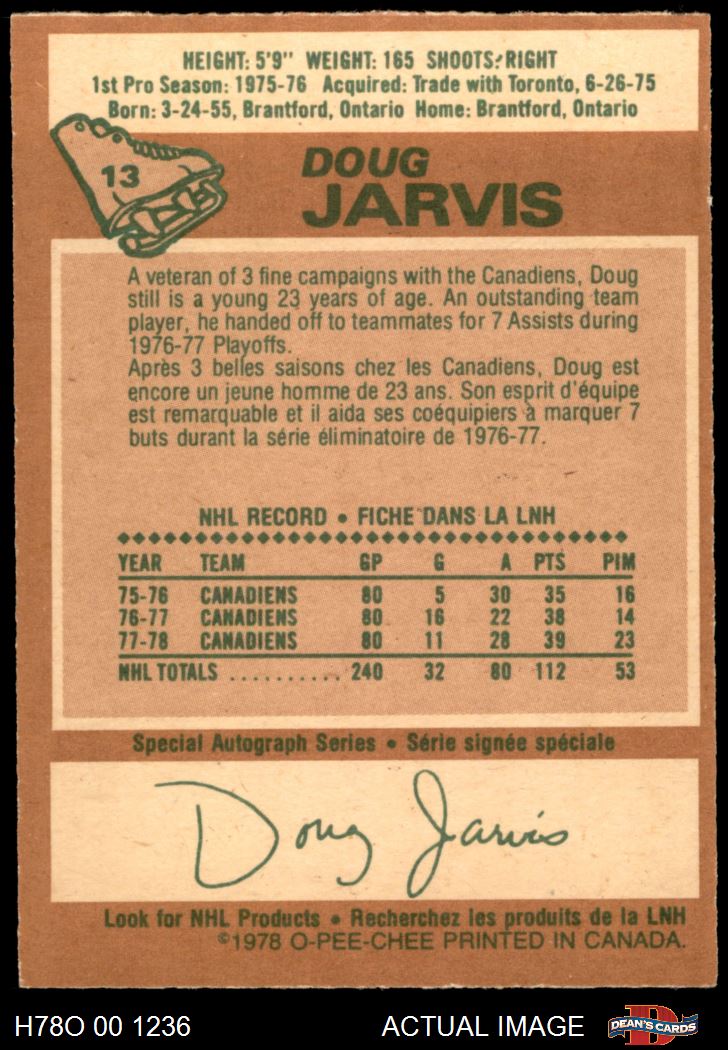 HEIGHT: 5'9" WEIGHT: 165 SHOOTS: RIGHT
1st Pro Season: 1975-76 Acquired: Trade with Toronto, 6-26-75
Born: 3-24-55, Brantford, Ontario Home: Brantford, Ontario
13
DOUG
JARVIS
A veteran of 3 fine campaigns with the Canadiens, Doug
still is a young 23 years of age. An outstanding team
player, he handed off to teammates for 7 Assists during
1976-77 Playoffs.
Après 3 belles saisons chez les Canadiens, Doug est
encore un jeune homme de 23 ans. Son esprit d'équipe
est remarquable et il aida ses coéquipiers à marquer 7
buts durant la série éliminatoire de 1976-77.
NHL RECORD • FICHE DANS LA LNH
YEAR TEAM GP G A PTS PIM
75-76 CANADIENS 80 5 30 35 16
76-77 CANADIENS 80 16 22 38 14
77-78 CANADIENS 80 11 28 39 23
NHL TOTALS .......... 240 32 80 112 53
Special Autograph Series • Série signée spéciale
Doug Jarvis
Look for NHL Products • Recherchez les produits de la LNH
©1978 O-PEE-CHEE PRINTED IN CANADA.
H78O 00 1236 ACTUAL IMAGE D DEAN'S CARDS